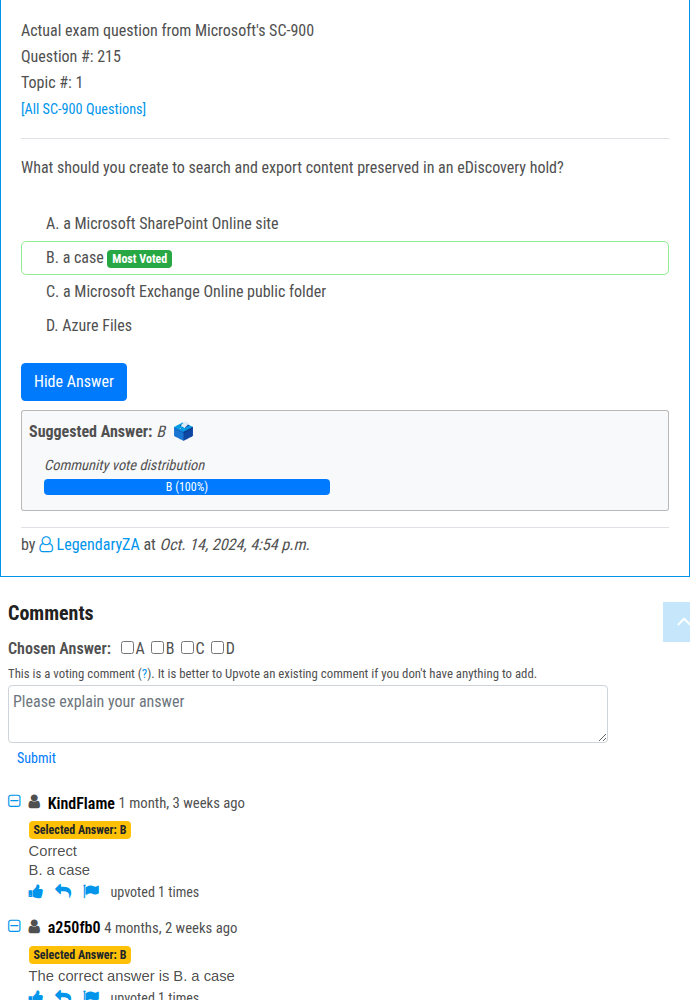 Actual exam question from Microsoft's SC-900
Question #: 215
Topic #: 1
[All SC-900 Questions]
What should you create to search and export content preserved in an eDiscovery hold?
A. a Microsoft SharePoint Online site
B. a case Most Voted
C. a Microsoft Exchange Online public folder
D. Azure Files
Hide Answer
Suggested Answer: B
Community vote distribution
B (100%)
by LegendaryZA at Oct. 14, 2024, 4:54 p.m.
Comments
Chosen Answer: A B C D
This is a voting comment (?). It is better to Upvote an existing comment if you don't have anything to add.
Please explain your answer
Submit
KindFlame 1 month, 3 weeks ago
Selected Answer: B
Correct
B. a case
upvoted 1 times
a250fb0 4 months, 2 weeks ago
Selected Answer: B
The correct answer is B. a case
upvoted 1 times